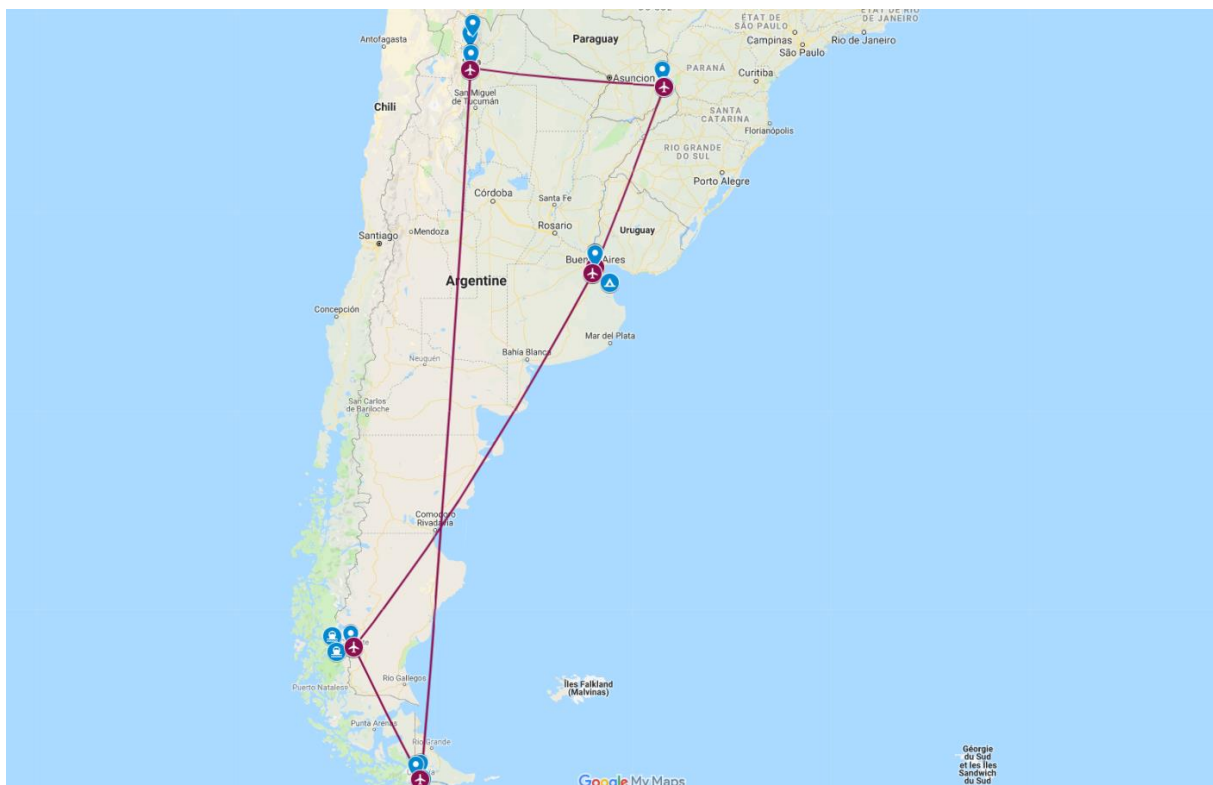 ÉTAT DE
SÃO PAULO
ÉTAT DE RIO
DE JANEIRO
Antofagasta
Paraguay
Campinas
Rio de Janeiro
São Paulo
Asuncion
PARANÁ
Curitiba
San Miguel
de Tucumán
Chili
SANTA
CATARINA
Florianópolis
RIO GRANDE
DO SUL
Porto Alegre
Córdoba
Santa Fe
Rosario
Uruguay
Mendoza
Santiago
Buenos Aires
Argentine
Concepción
Mar del Plata
Bahía Blanca
Neuquén
San Carlos
de Bariloche
Comodoro
Rivadavia
Río Gallegos
Puerto Natales
Îles Falkland
(Malvinas)
Punta Arenas
Río Grande
Géorgie
du Sud
et les Îles
Sandwich
du Sud
Google My Maps